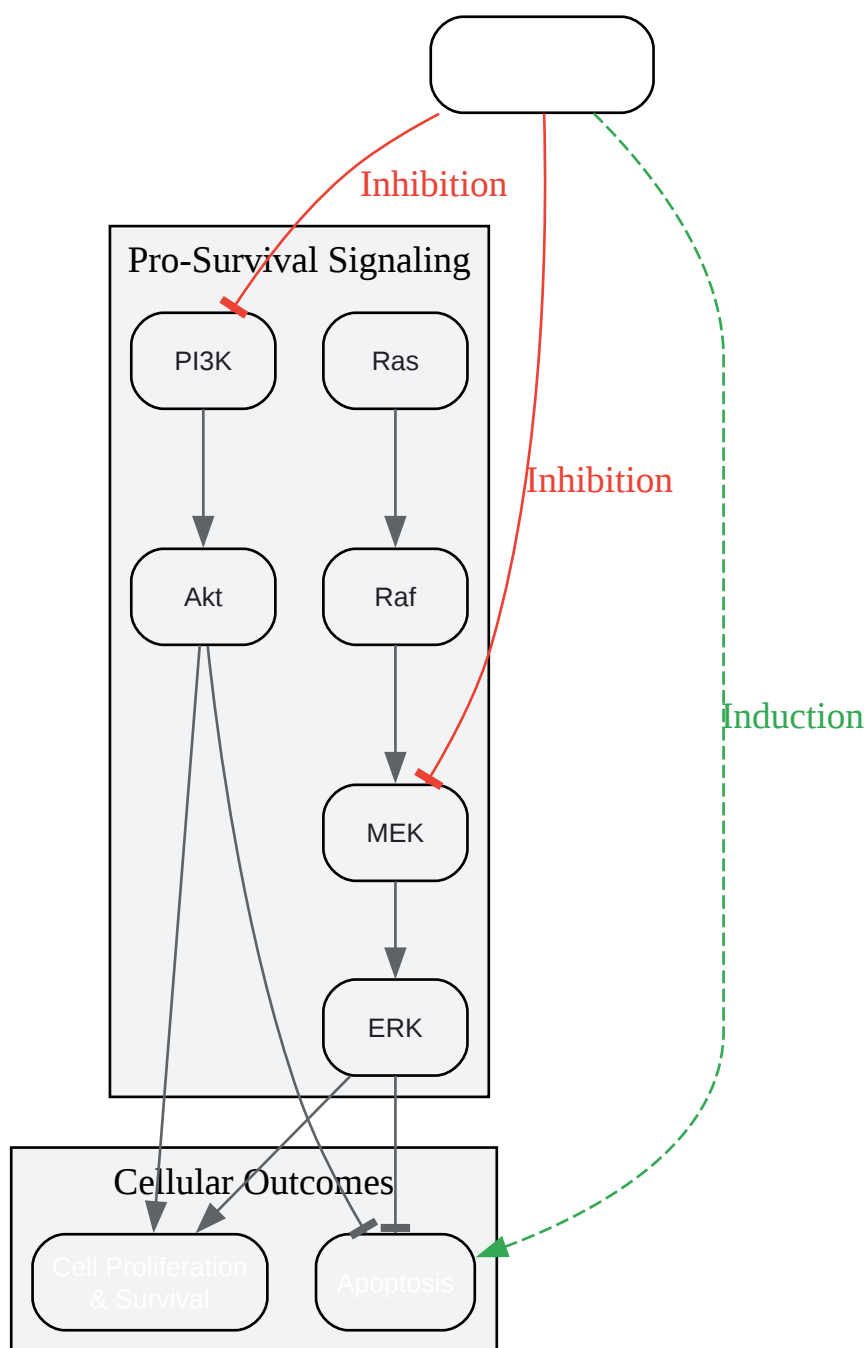 Inhibition
Pro-Survival Signaling
PI3K
Ras
Inhibition
Akt
Raf
Induction
MEK
ERK
Cellular Outcomes
Cell Proliferation
& Survival
Apoptosis